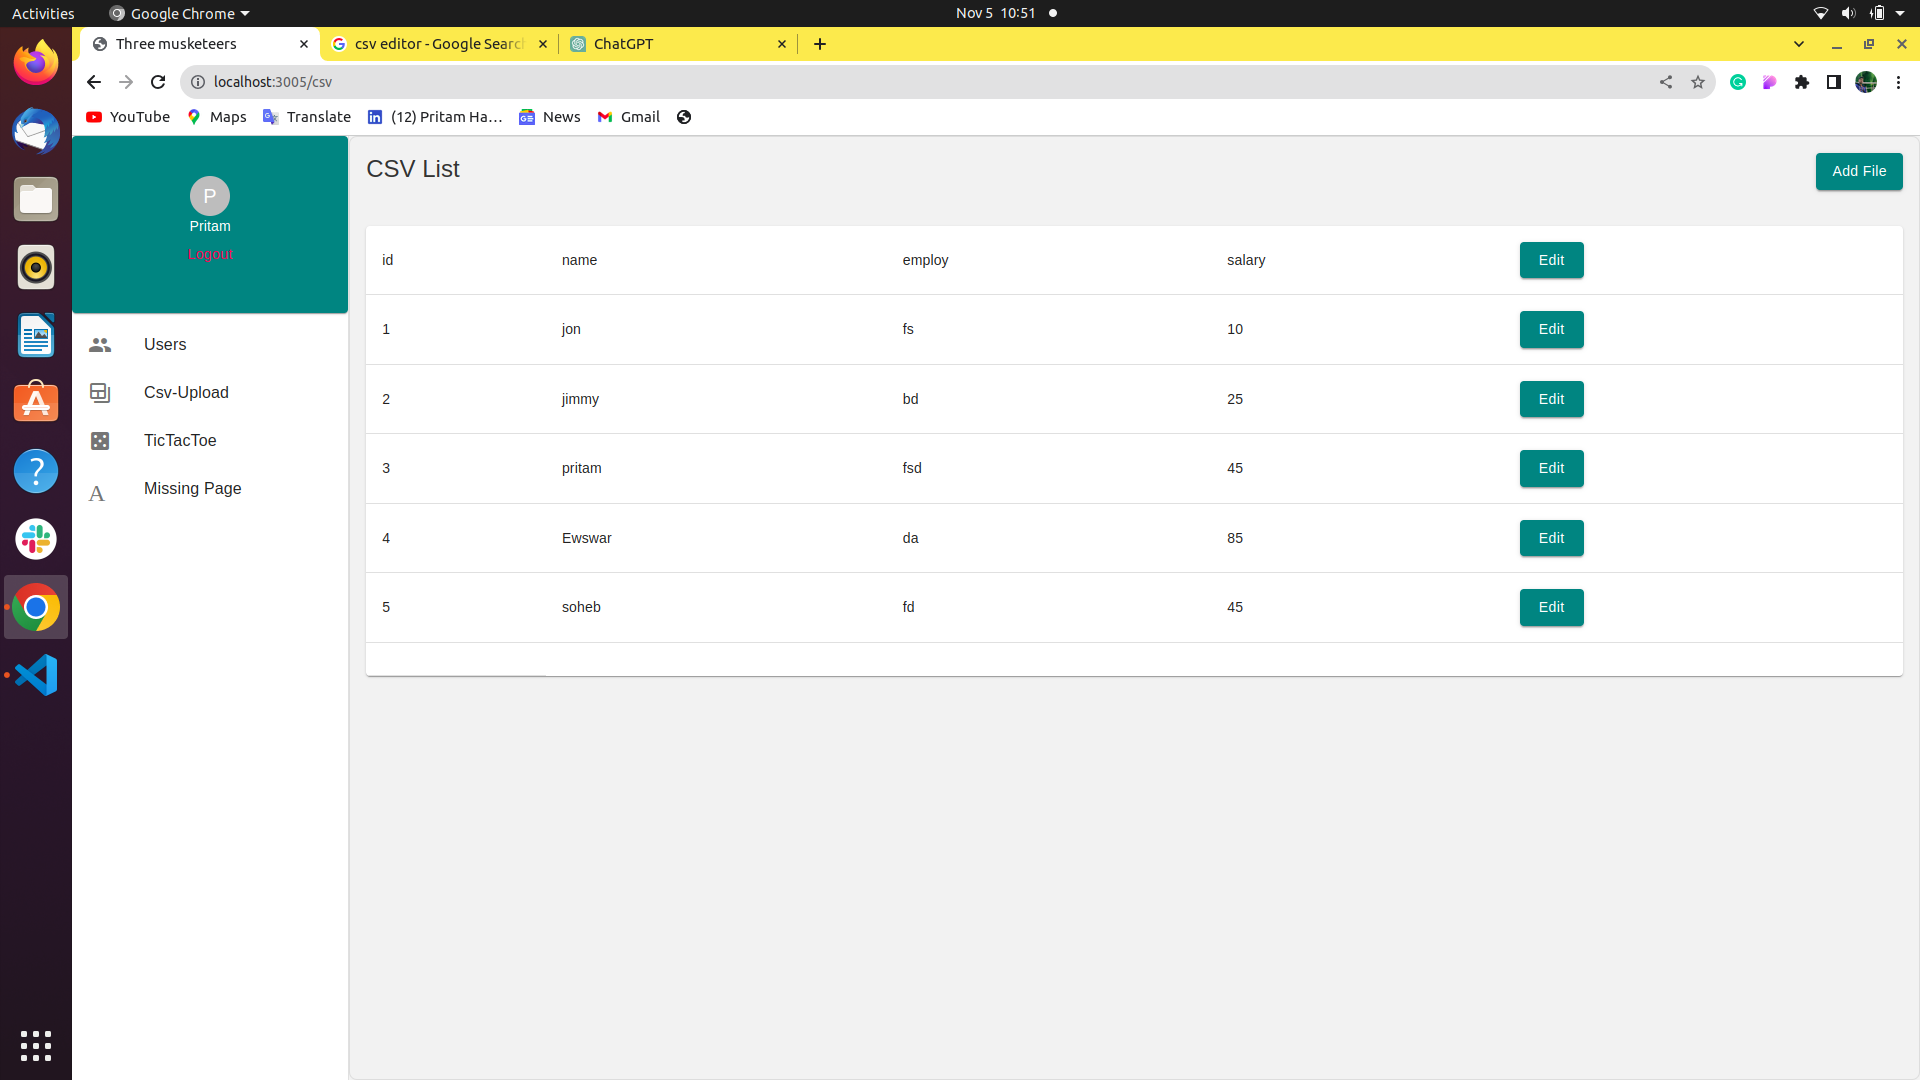 Activities Google Chrome Nov 5 10:51
Three musketeers csv editor - Google Searc ChatGPT
localhost:3005/csv
YouTube Maps Translate (12) Pritam Ha... News Gmail
P
Pritam
Logout
Users
Csv-Upload
TicTacToe
A Missing Page
CSV List Add File
id name employ salary Edit
1 jon fs 10 Edit
2 jimmy bd 25 Edit
3 pritam fsd 45 Edit
4 Ewswar da 85 Edit
5 soheb fd 45 Edit